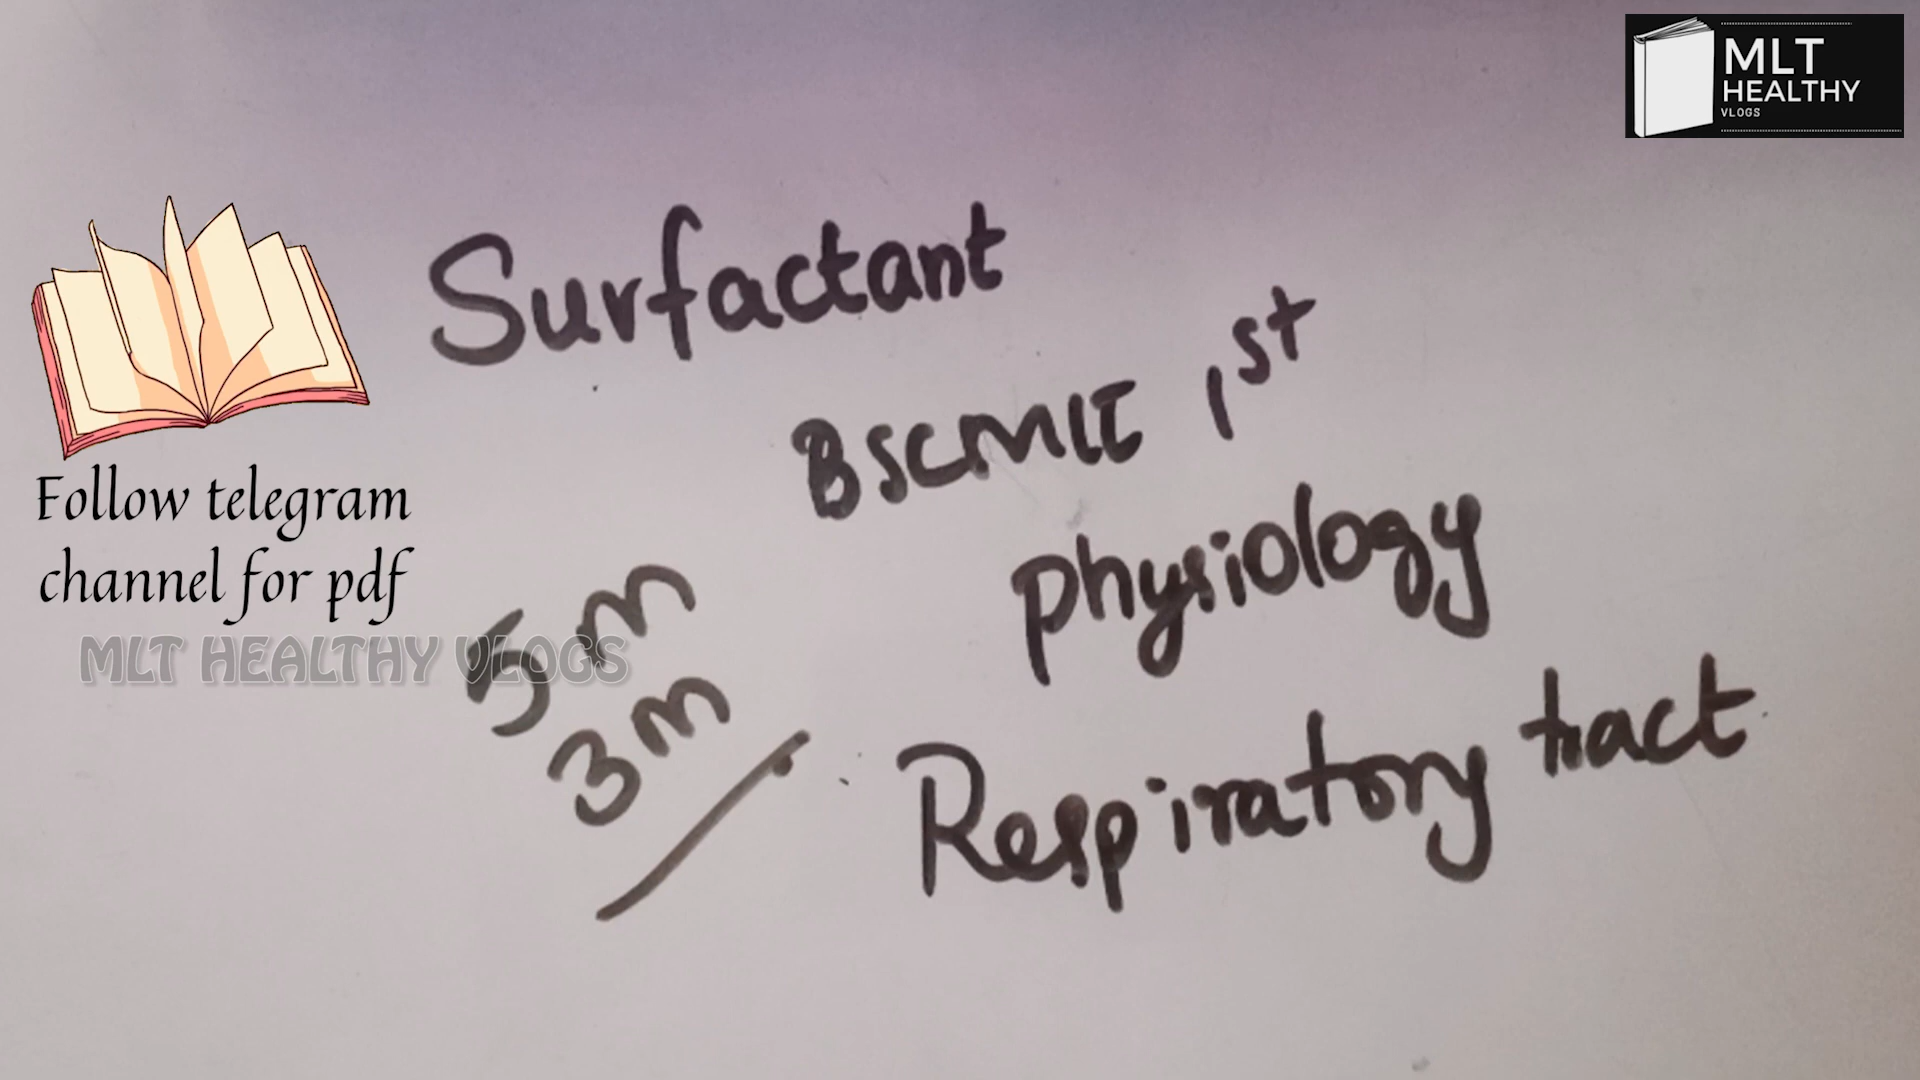 MLT
HEALTHY
VLOGS
Surfactant
BSCMLT 1st
Physiology
Follow telegram
channel for pdf
MLT HEALTHY VLOGS
5m
3m
Respiratory tract